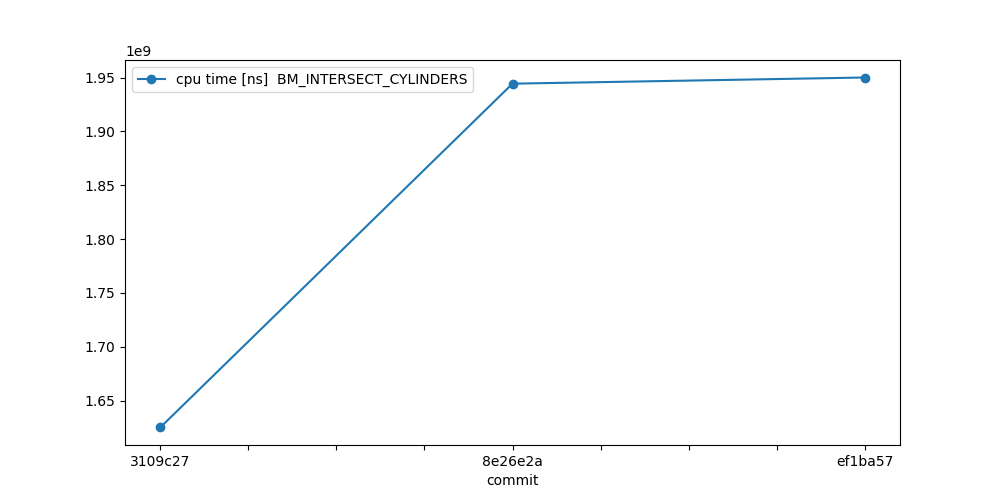 1e9
cpu time [ns]  BM_INTERSECT_CYLINDERS
1.95
1.90
1.85
1.80
1.75
1.70
1.65
3109c27 8e26e2a ef1ba57
commit